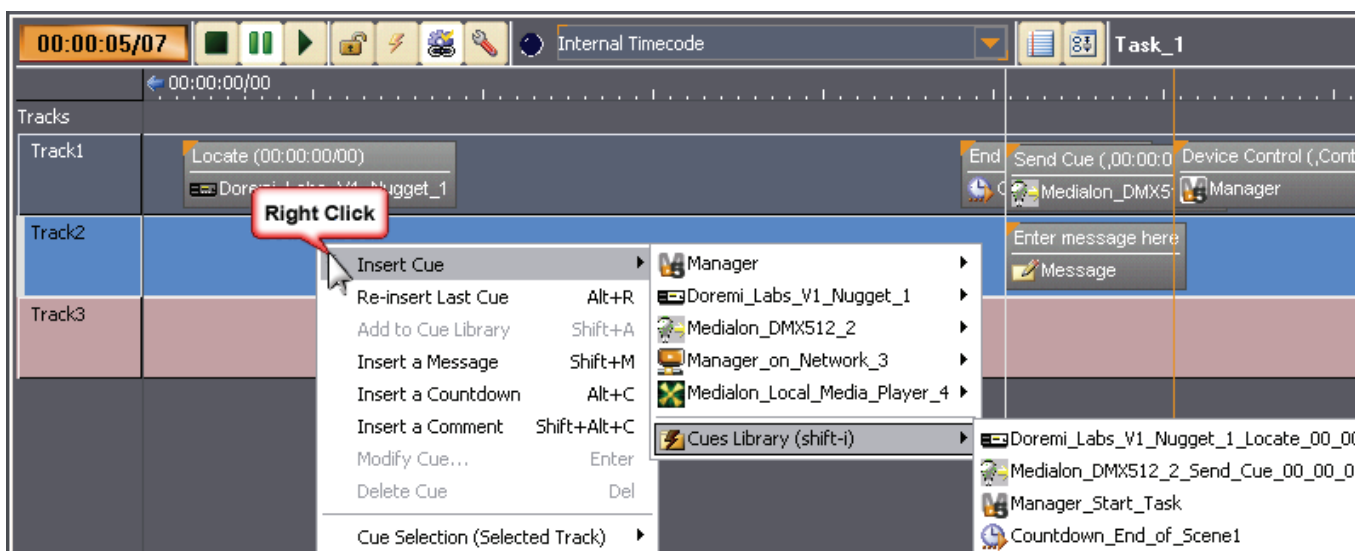 00:00:05/07
Internal Timecode
Task_1
00:00:00/00
Tracks
Track1
Locate (00:00:00/00)
End
Send Cue (,00:00:0
Device Control (,Cont
Nugget_1
Medialon_DMX5
Manager
Right Click
Track2
Enter message here
Message
Insert Cue
Manager
Re-insert Last Cue Alt+R
Doremi_Labs_V1_Nugget_1
Track3
Add to Cue Library Shift+A
Medialon_DMX512_2
Insert a Message Shift+M
Manager_on_Network_3
Insert a Countdown Alt+C
Medialon_Local_Media_Player_4
Insert a Comment Shift+Alt+C
Cues Library (shift-i)
Doremi_Labs_V1_Nugget_1_Locate_00_00
Modify Cue... Enter
Medialon_DMX512_2_Send_Cue_00_00_0
Delete Cue Del
Manager_Start_Task
Cue Selection (Selected Track)
Countdown_End_of_Scene1